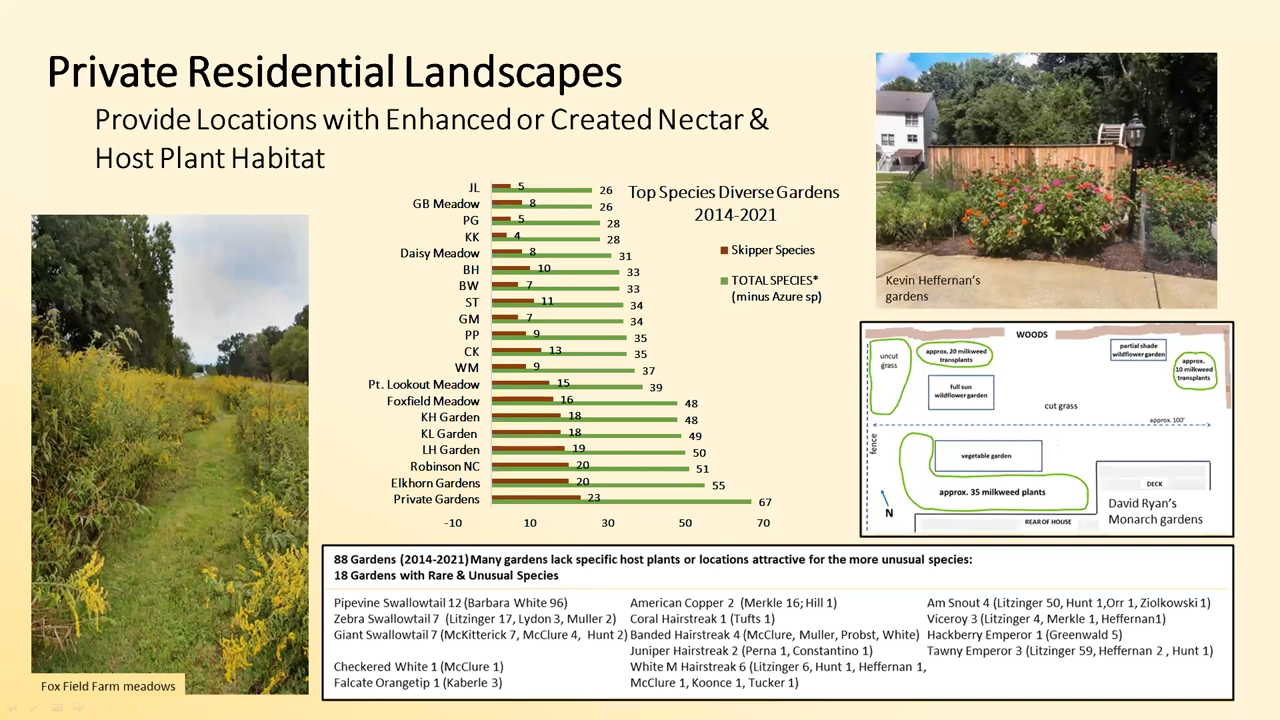 Private Residential Landscapes
Provide Locations with Enhanced or Created Nectar &
Host Plant Habitat
Top Species Diverse Gardens
2014-2021
Skipper Species
TOTAL SPECIES*
(minus Azure sp)
JL 5 26
GB Meadow 8 26
PG 5 28
KK 4 28
Daisy Meadow 8 31
BH 10 33
BW 7 33
ST 11 34
GM 7 34
PP 9 35
CK 13 35
WM 9 37
Pt. Lookout Meadow 15 39
Foxfield Meadow 16 48
KH Garden 18 48
KL Garden 18 49
LH Garden 19 50
Robinson NC 20 51
Elkhorn Gardens 20 55
Private Gardens 23 67
-10 10 30 50 70
Kevin Heffernan's
gardens
WOODS
uncut
grass
approx. 20 milkweed
transplants
partial shade
wildflower garden
approx.
10 milkweed
transplants
full sun
wildflower garden
cut grass
approx. 100'
fence
vegetable garden
approx. 35 milkweed plants
DECK
N
REAR OF HOUSE
David Ryan's
Monarch gardens
88 Gardens (2014-2021) Many gardens lack specific host plants or locations attractive for the more unusual species:
18 Gardens with Rare & Unusual Species
Pipevine Swallowtail 12 (Barbara White 96)
Zebra Swallowtail 7 (Litzinger 17, Lydon 3, Muller 2)
Giant Swallowtail 7 (McKitterick 7, McClure 4, Hunt 2)
Checkered White 1 (McClure 1)
Falcate Orangetip 1 (Kaberle 3)
American Copper 2 (Merkle 16; Hill 1)
Coral Hairstreak 1 (Tufts 1)
Banded Hairstreak 4 (McClure, Muller, Probst, White)
Juniper Hairstreak 2 (Perna 1, Constantino 1)
White M Hairstreak 6 (Litzinger 6, Hunt 1, Heffernan 1,
McClure 1, Koonce 1, Tucker 1)
Am Snout 4 (Litzinger 50, Hunt 1,Orr 1, Ziolkowski 1)
Viceroy 3 (Litzinger 4, Merkle 1, Heffernan1)
Hackberry Emperor 1 (Greenwald 5)
Tawny Emperor 3 (Litzinger 59, Heffernan 2 , Hunt 1)
Fox Field Farm meadows